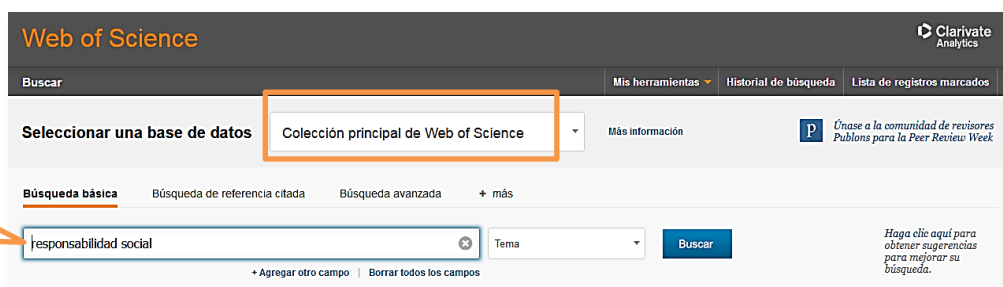 Web of Science
Clarivate
Analytics
Buscar
Mis herramientas
Historial de búsqueda
Lista de registros marcados
Seleccionar una base de datos
Colección principal de Web of Science
Más información
p
Únase a la comunidad de revisores
Publons para la Peer Review Week
Búsqueda básica
Búsqueda de referencia citada
Búsqueda avanzada
+ más
responsabilidad social
Tema
Buscar
Haga clic aquí para
obtener sugerencias
para mejorar su
búsqueda.
+ Agregar otro campo | Borrar todos los campos